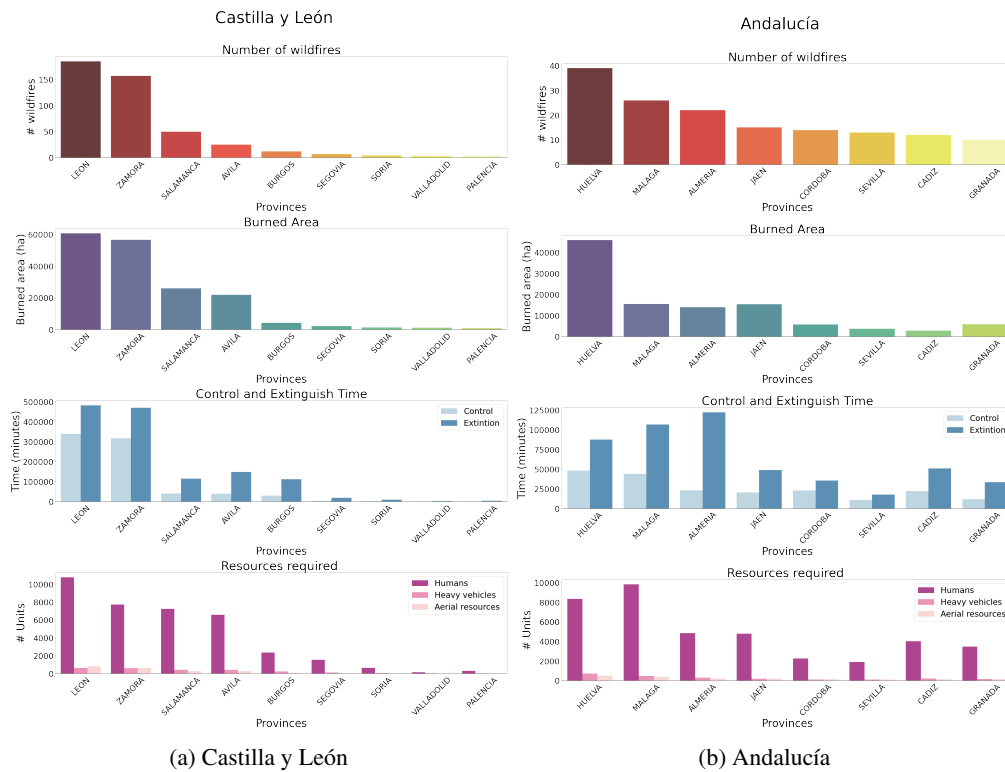 Castilla y León
Number of wildfires
# wildfires
150
100
50
0
LEON
ZAMORA
SALAMANCA
AVILA
BURGOS
SEGOVIA
SORIA
VALLADOLID
PALENCIA
Provinces
Burned Area
Burned area (ha)
60000
40000
20000
0
LEON
ZAMORA
SALAMANCA
AVILA
BURGOS
SEGOVIA
SORIA
VALLADOLID
PALENCIA
Provinces
Control and Extinguish Time
Time (minutes)
500000
400000
300000
200000
100000
0
Control
Extintion
LEON
ZAMORA
SALAMANCA
AVILA
BURGOS
SEGOVIA
SORIA
VALLADOLID
PALENCIA
Provinces
Resources required
# Units
10000
8000
6000
4000
2000
0
Humans
Heavy vehicles
Aerial resources
LEON
ZAMORA
SALAMANCA
AVILA
BURGOS
SEGOVIA
SORIA
VALLADOLID
PALENCIA
Provinces
(a) Castilla y León
Andalucía
Number of wildfires
# wildfires
40
30
20
10
0
HUELVA
MALAGA
ALMERIA
JAEN
CORDOBA
SEVILLA
CADIZ
GRANADA
Provinces
Burned Area
Burned area (ha)
40000
30000
20000
10000
0
HUELVA
MALAGA
ALMERIA
JAEN
CORDOBA
SEVILLA
CADIZ
GRANADA
Provinces
Control and Extinguish Time
Time (minutes)
125000
100000
75000
50000
25000
0
Control
Extintion
HUELVA
MALAGA
ALMERIA
JAEN
CORDOBA
SEVILLA
CADIZ
GRANADA
Provinces
Resources required
# Units
10000
8000
6000
4000
2000
0
Humans
Heavy vehicles
Aerial resources
HUELVA
MALAGA
ALMERIA
JAEN
CORDOBA
SEVILLA
CADIZ
GRANADA
Provinces
(b) Andalucía